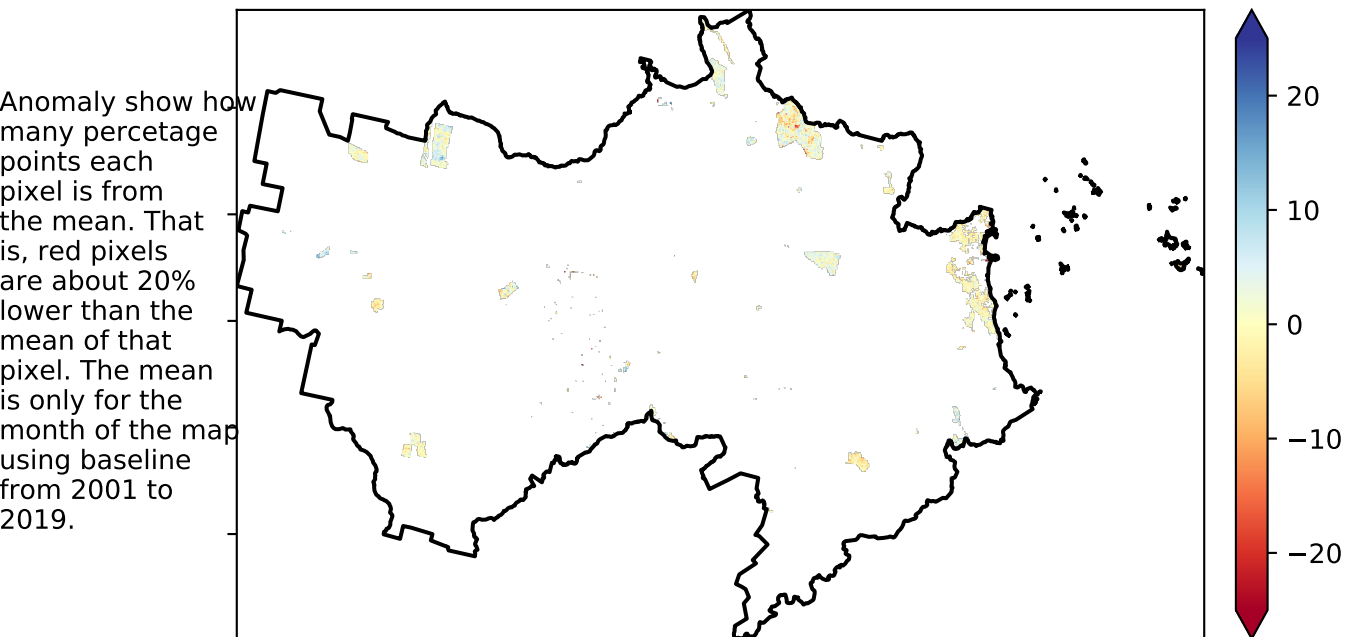 Anomaly show how
many percetage
points each
pixel is from
the mean. That
is, red pixels
are about 20%
lower than the
mean of that
pixel. The mean
is only for the
month of the map
using baseline
from 2001 to
2019.
20
10
0
−10
−20